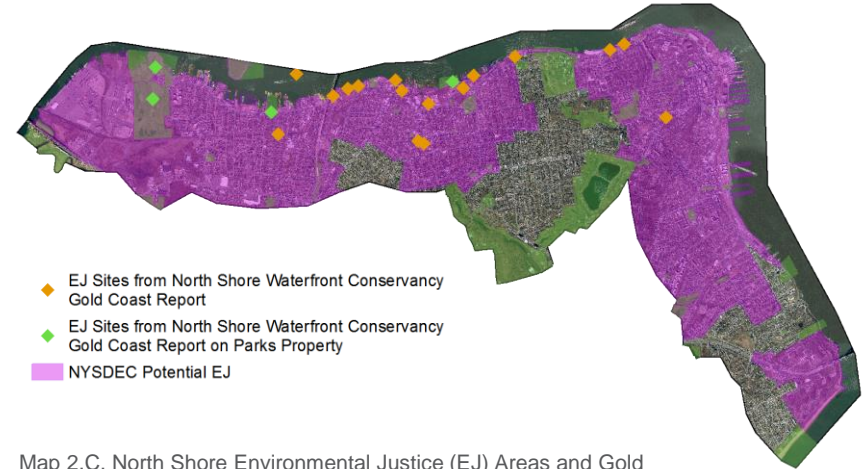 EJ Sites from North Shore Waterfront Conservancy
Gold Coast Report
EJ Sites from North Shore Waterfront Conservancy
Gold Coast Report on Parks Property
NYSDEC Potential EJ
Map 2.C. North Shore Environmental Justice (EJ) Areas and Gold